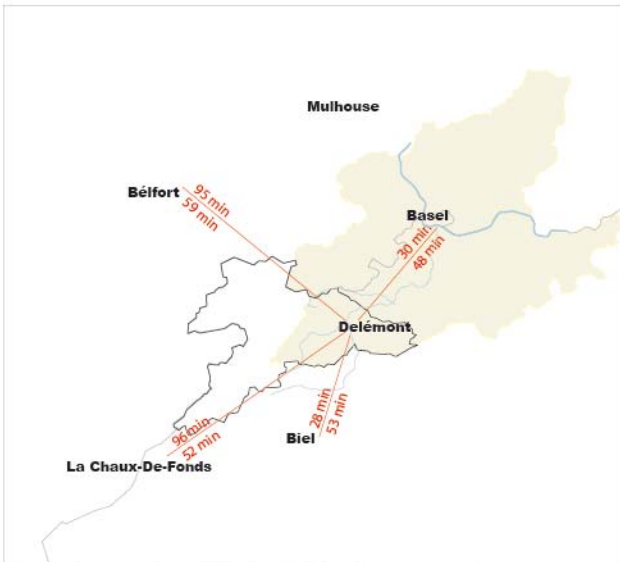 Mulhouse
Bélfort
95 min
59 min
Basel
30 min
48 min
Delémont
28 min
53 min
Biel
96 min
52 min
La Chaux-De-Fonds